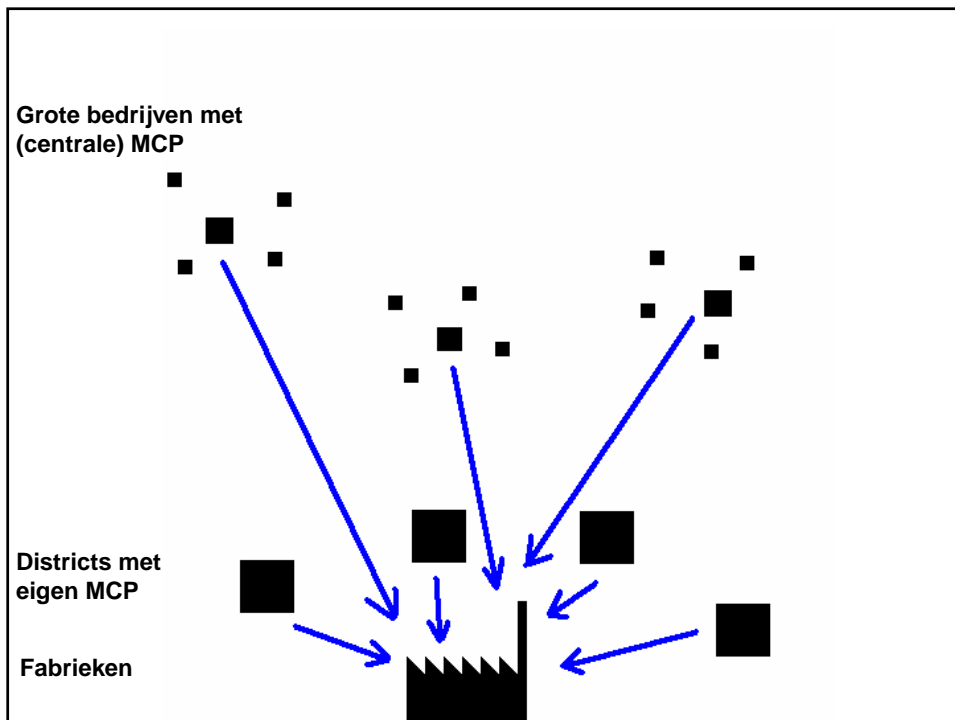 Grote bedrijven met
(centrale) MCP
Districts met
eigen MCP
Fabrieken